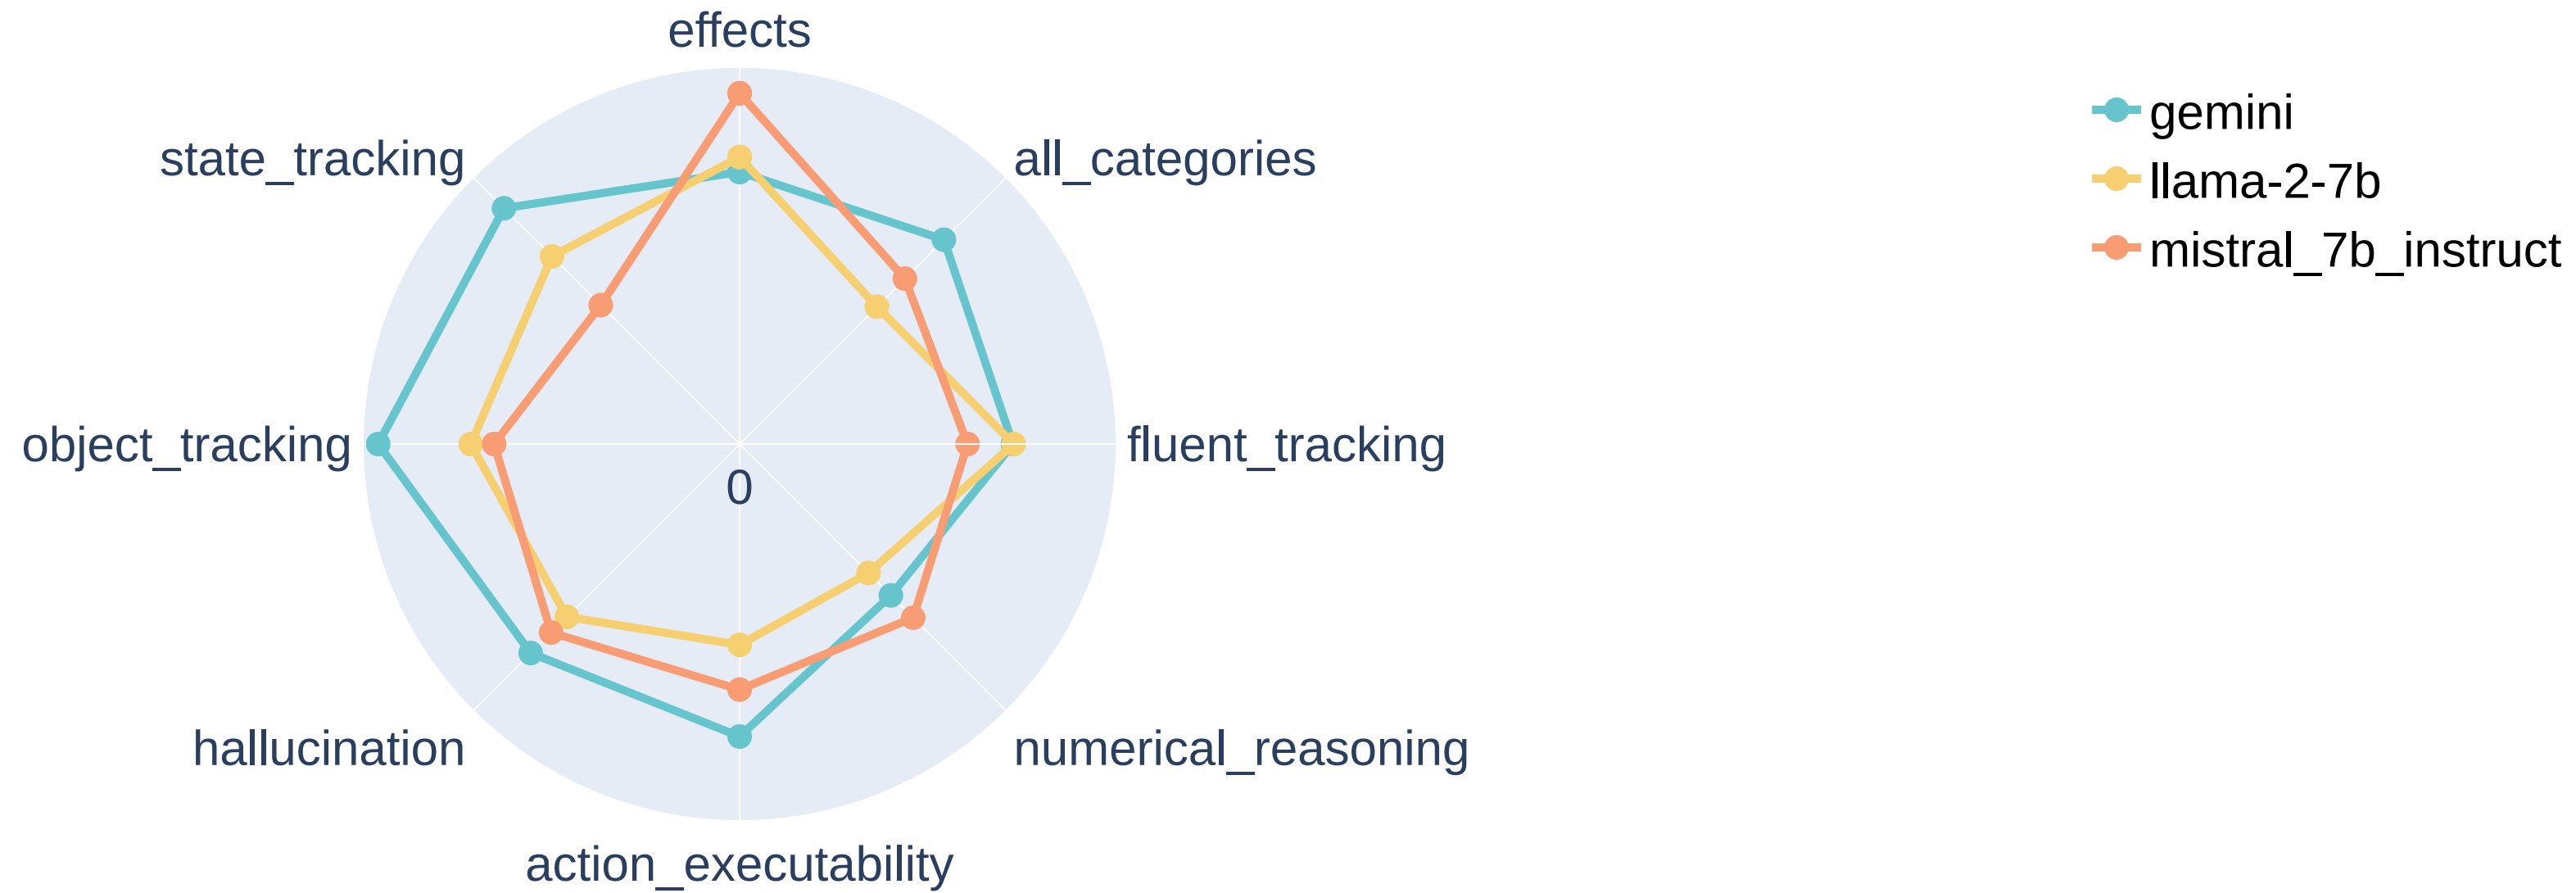 effects
state_tracking
all_categories
object_tracking
fluent_tracking
0
hallucination
numerical_reasoning
action_executability
gemini
llama-2-7b
mistral_7b_instruct